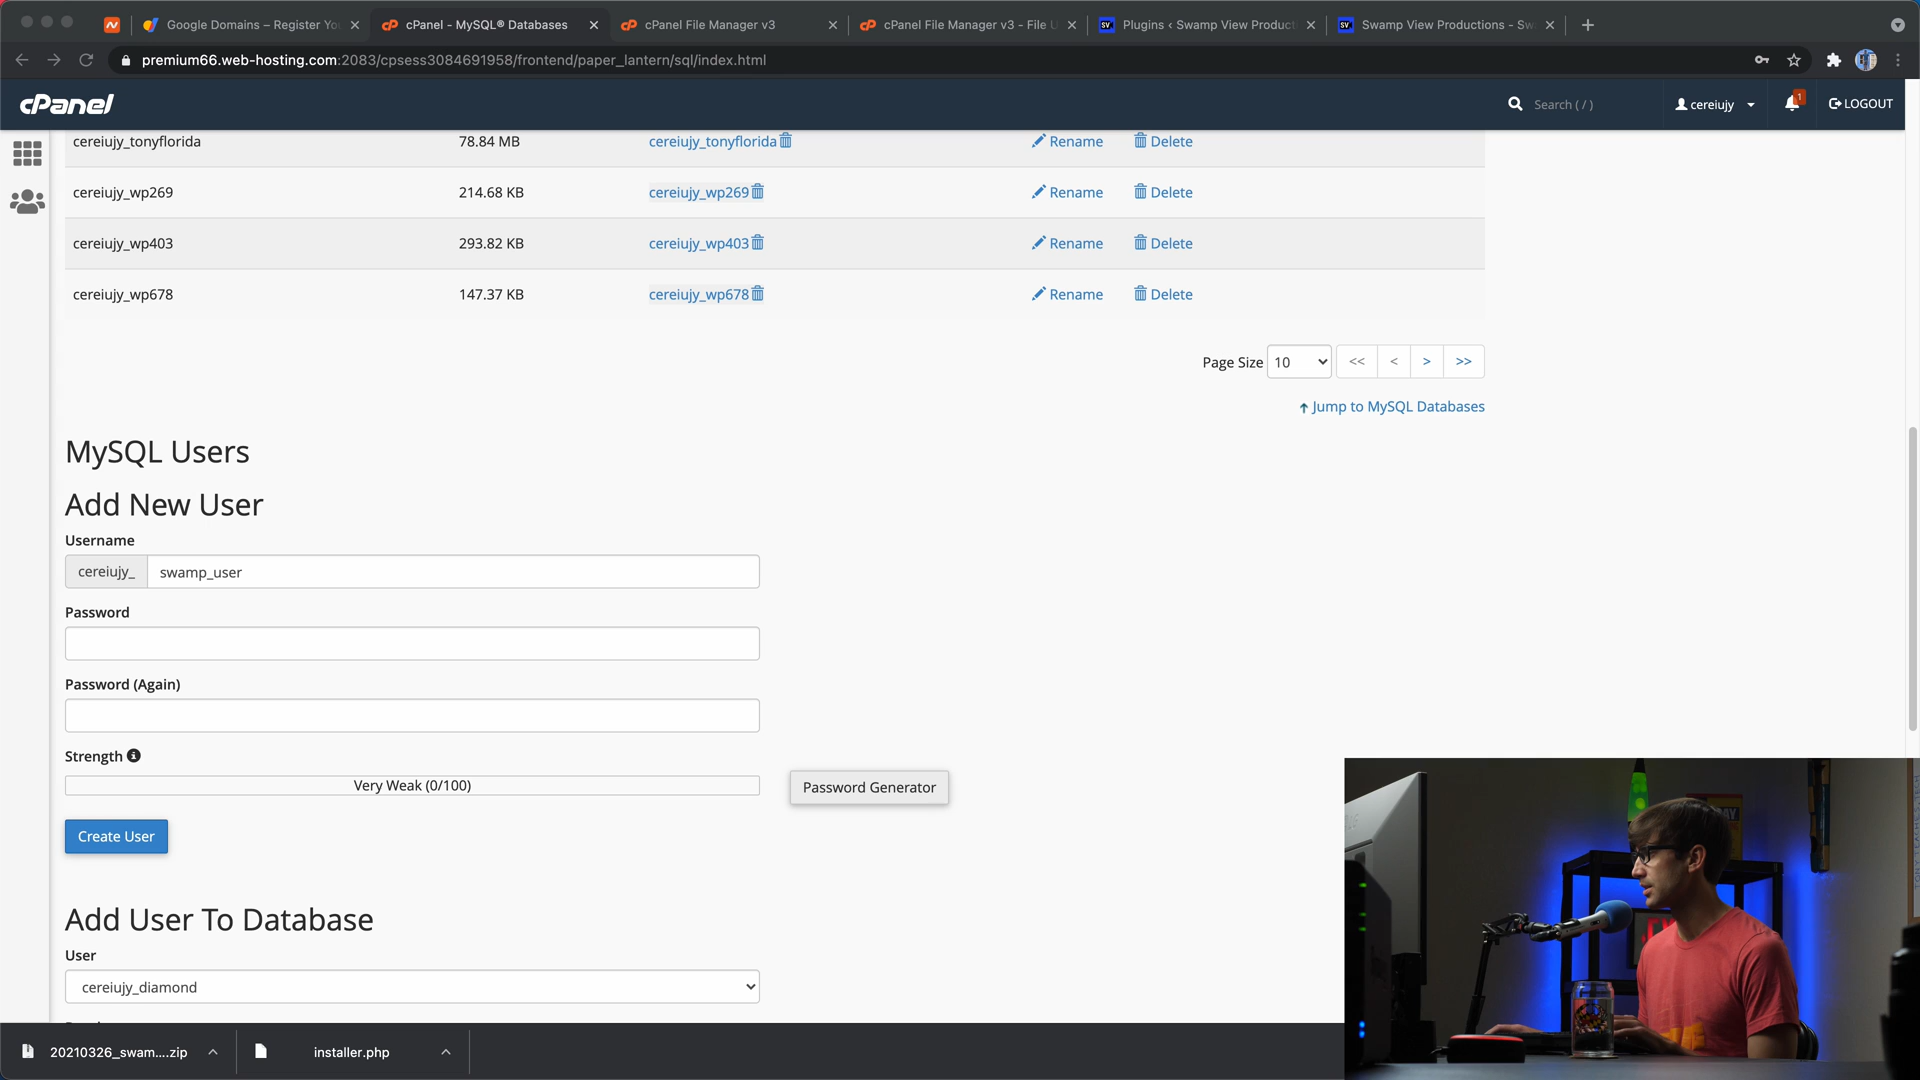 Google Domains – Register Yo
cPanel - MySQL® Databases
cPanel File Manager v3
cPanel File Manager v3 - File U
Plugins ‹ Swamp View Product
Swamp View Productions - Sw
premium66.web-hosting.com:2083/cpsess3084691958/frontend/paper_lantern/sql/index.html
cPanel
Search ( / )
cereiujy
1
LOGOUT
cereiujy_tonyflorida 78.84 MB cereiujy_tonyflorida Rename Delete
cereiujy_wp269 214.68 KB cereiujy_wp269 Rename Delete
cereiujy_wp403 293.82 KB cereiujy_wp403 Rename Delete
cereiujy_wp678 147.37 KB cereiujy_wp678 Rename Delete
Page Size 10 << < > >>
Jump to MySQL Databases
MySQL Users
Add New User
Username
cereiujy_ swamp_user
Password
Password (Again)
Strength
Very Weak (0/100)
Password Generator
Create User
Add User To Database
User
cereiujy_diamond
20210326_swam....zip
installer.php